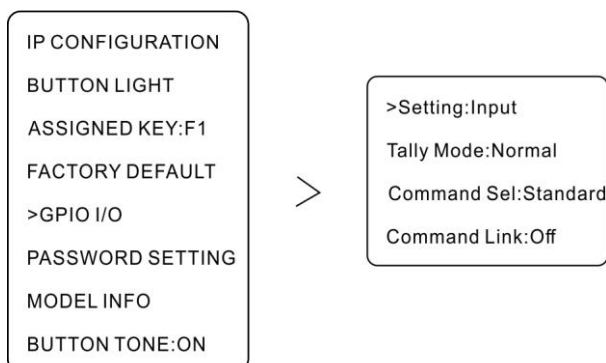 IP CONFIGURATION
BUTTON LIGHT
ASSIGNED KEY:F1
FACTORY DEFAULT
>GPIO I/O
PASSWORD SETTING
MODEL INFO
BUTTON TONE:ON
>
>Setting:Input
Tally Mode:Normal
Command Sel:Standard
Command Link:Off